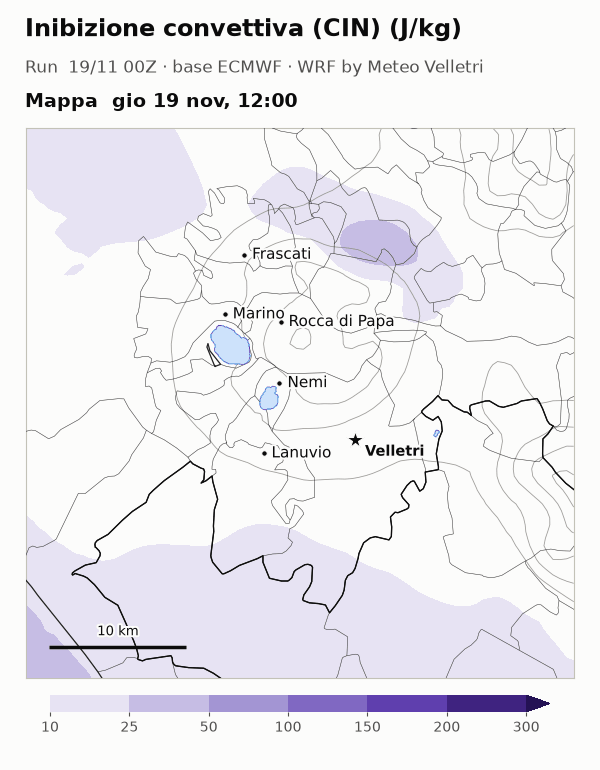 Inibizione convettiva (CIN) (J/kg)
Run  19/11 00Z · base ECMWF · WRF by Meteo Velletri
Mappa  gio 19 nov, 12:00
Frascati
Marino
Rocca di Papa
Nemi
Velletri
Lanuvio
10 km
10 25 50 100 150 200 300